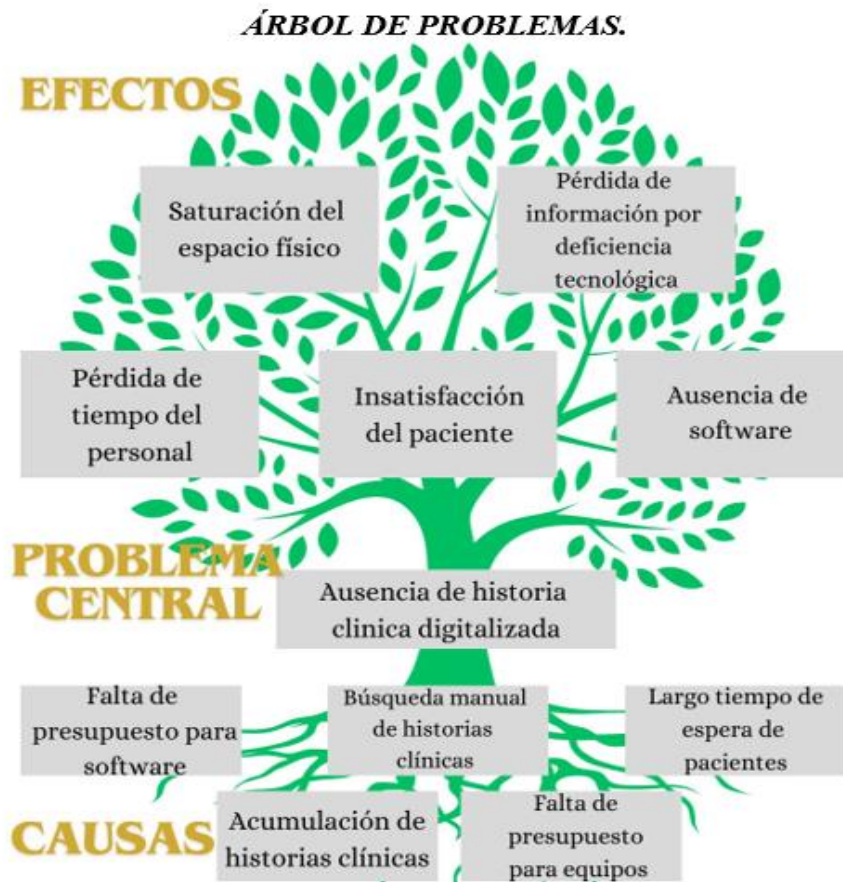 ÁRBOL DE PROBLEMAS.
EFECTOS
Saturación del
espacio físico
Pérdida de
información por
deficiencia
tecnológica
Pérdida de
tiempo del
personal
Insatisfacción
del paciente
Ausencia de
software
PROBLEMA
CENTRAL
Ausencia de historia
clinica digitalizada
Falta de
presupuesto para
software
Búsqueda manual
de historias
clínicas
Largo tiempo de
espera de
pacientes
CAUSAS
Acumulación de
historias clínicas
Falta de
presupuesto
para equipos